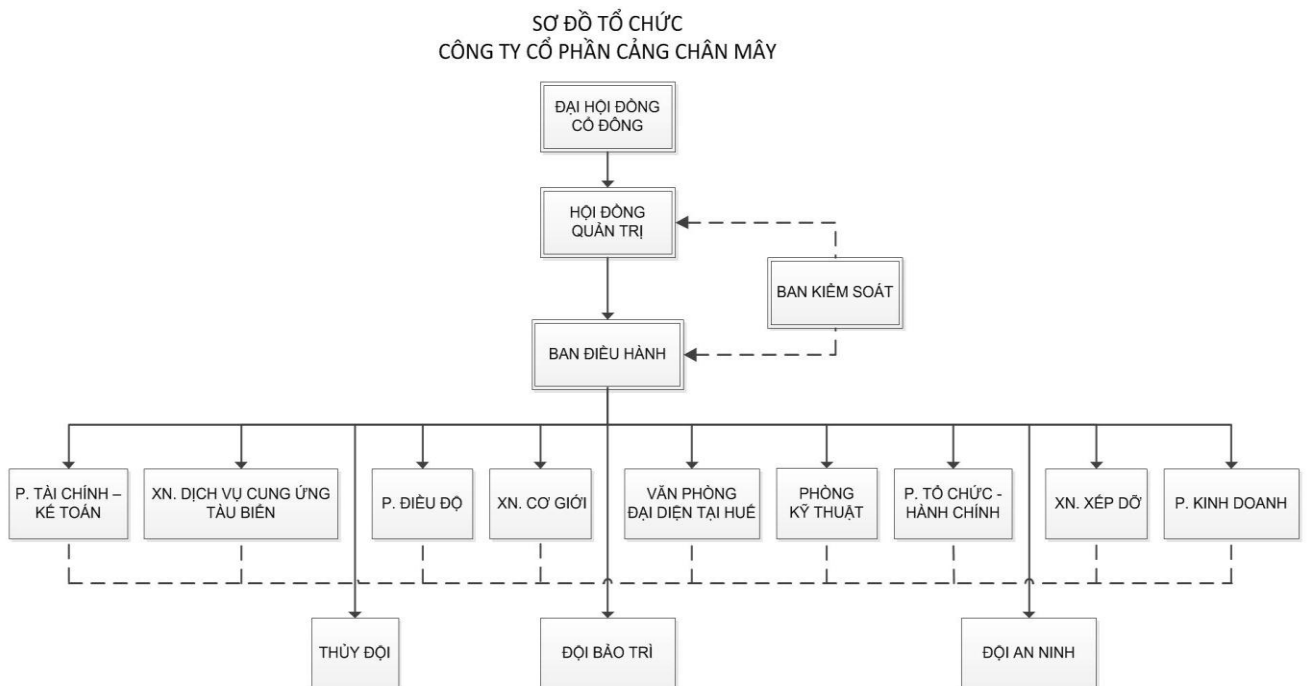 SƠ ĐỒ TỔ CHỨC
CÔNG TY CỔ PHẦN CẢNG CHÂN MÂY
ĐẠI HỘI ĐỒNG
CỔ ĐÔNG
HỘI ĐỒNG
QUẢN TRỊ
BAN KIỂM SOÁT
BAN ĐIỀU HÀNH
P. TÀI CHÍNH –
KẾ TOÁN
XN. DỊCH VỤ CUNG ỨNG
TÀU BIỂN
P. ĐIỀU ĐỘ
XN. CƠ GIỚI
VĂN PHÒNG
ĐẠI DIỆN TẠI HUẾ
PHÒNG
KỸ THUẬT
P. TỔ CHỨC -
HÀNH CHÍNH
XN. XẾP DỠ
P. KINH DOANH
THỦY ĐỘI
ĐỘI BẢO TRÌ
ĐỘI AN NINH